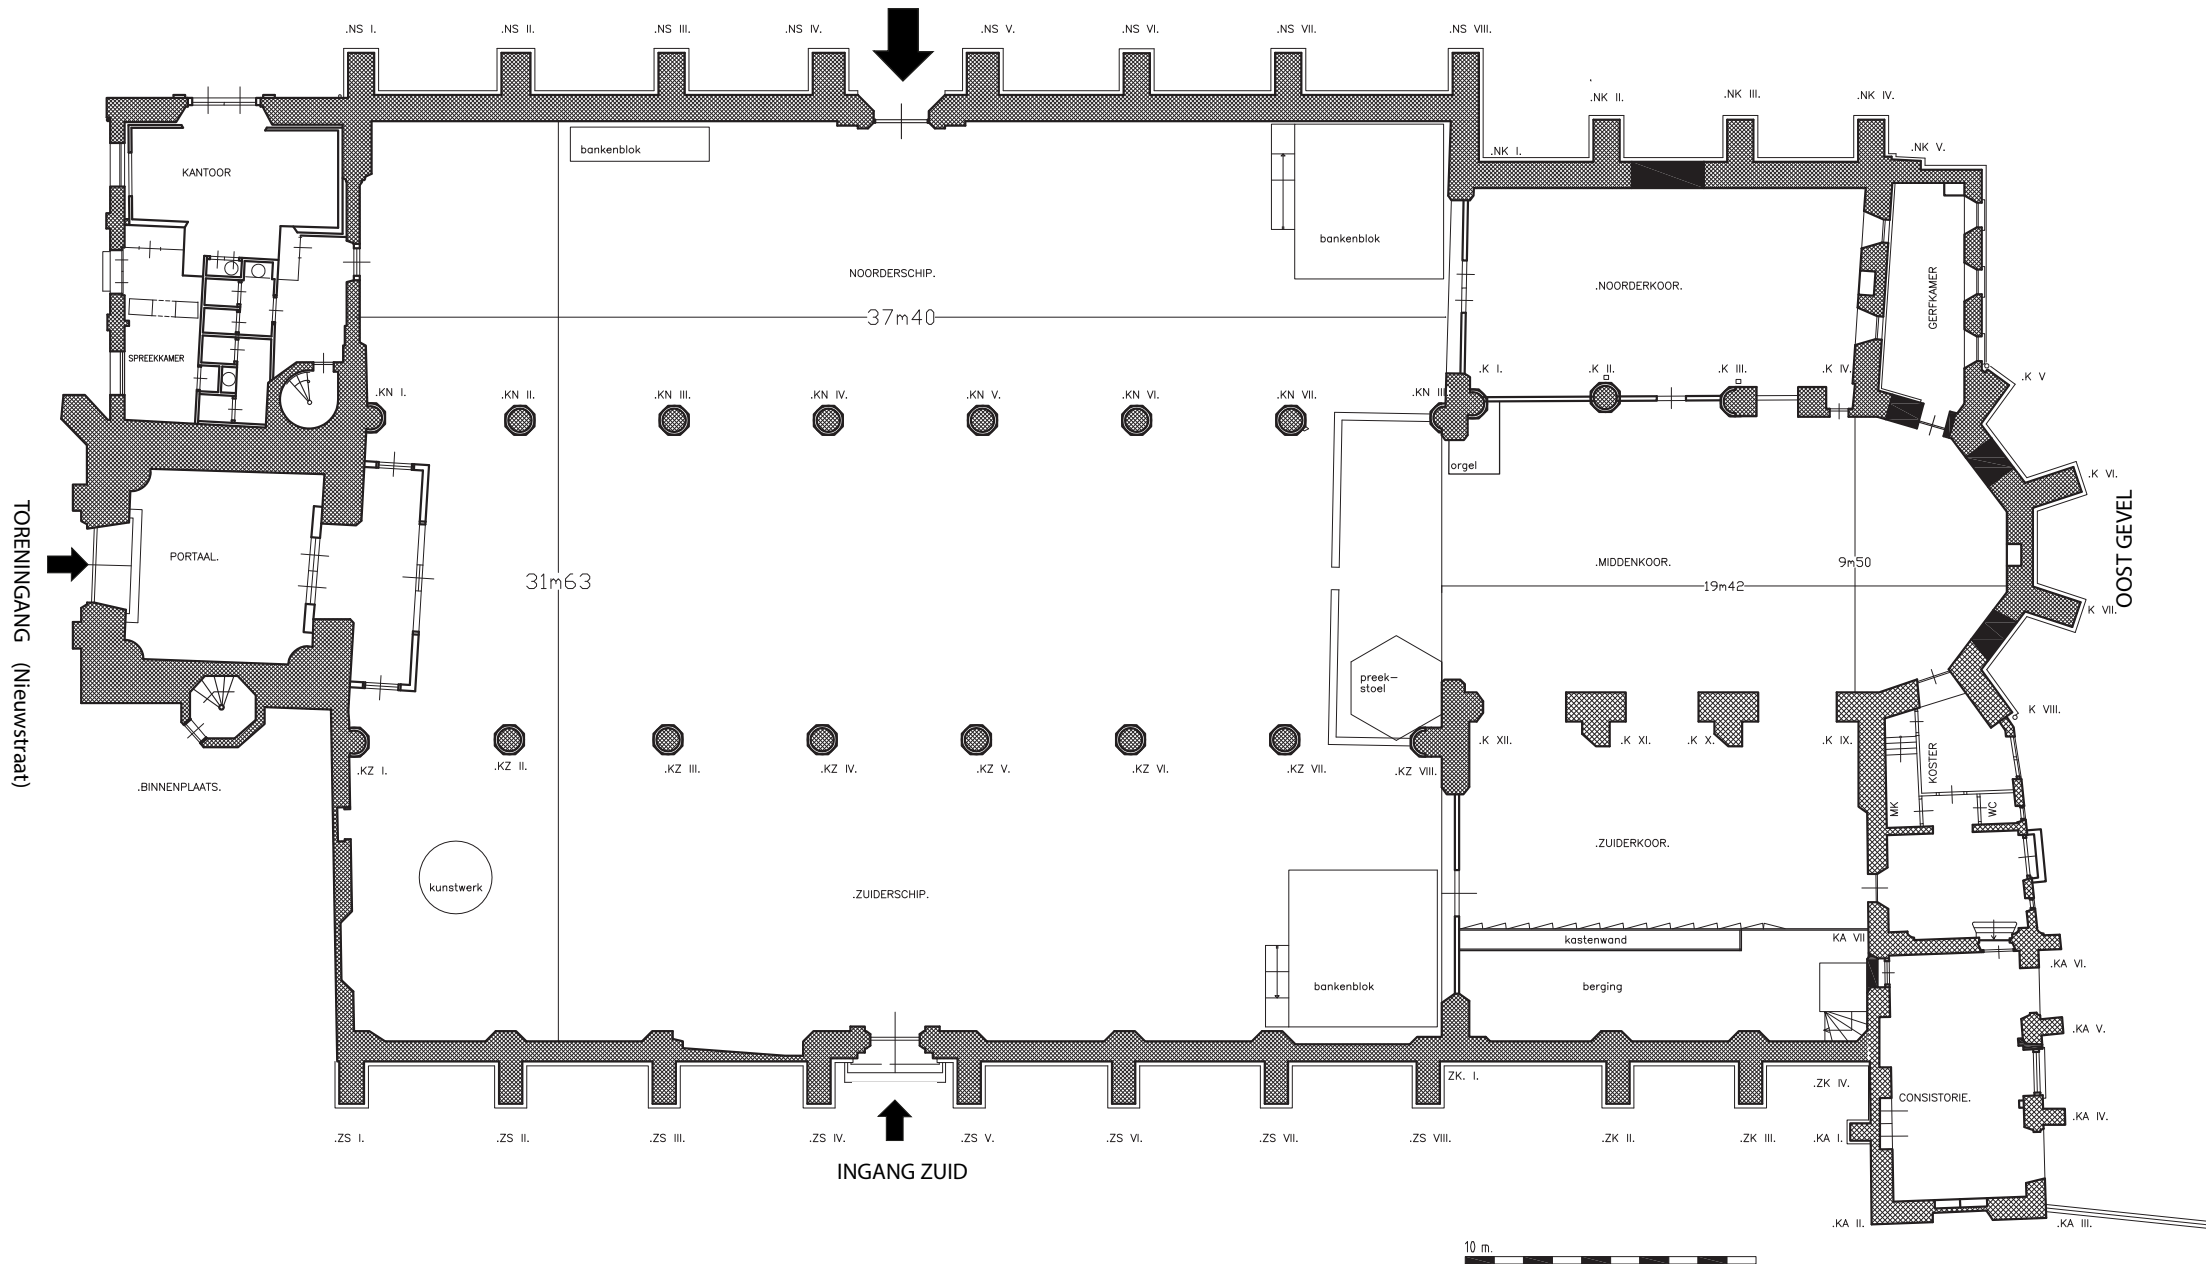 .NS I.
.NS II.
.NS III.
.NS IV.
.NS V.
.NS VI.
.NS VII.
.NS VIII.
.NK II.
.NK III.
.NK IV.
.NK I.
.NK V.
bankenblok
KANTOOR
bankenblok
NOORDERSCHIP.
.NOORDERKOOR.
GERFKAMER
37m40
SPREEKKAMER
.KN I.
.KN II.
.KN III.
.KN IV.
.KN V.
.KN VI.
.KN VII.
.KN III
.K I.
.K II.
.K III.
.K IV.
.K V
orgel
.K VI.
OOST GEVEL
TORENINGANG (Nieuwstraat)
PORTAAL.
31m63
.MIDDENKOOR.
9m50
19m42
K VII.
preek-
stoel
K VIII.
.KZ I.
.KZ II.
.KZ III.
.KZ IV.
.KZ V.
.KZ VI.
.KZ VII.
.KZ VIII.
.K XII.
.K XI.
.K X.
.K IX.
KOSTER
MK
WC
.BINNENPLAATS.
.ZUIDERKOOR.
kunstwerk
.ZUIDERSCHIP.
kastenwand
KA VII
.KA VI.
bankenblok
berging
.KA V.
ZK. I.
.ZK IV.
CONSISTORIE.
.KA IV.
.ZS I.
.ZS II.
.ZS III.
.ZS IV.
.ZS V.
.ZS VI.
.ZS VII.
.ZS VIII.
.ZK II.
.ZK III.
.KA I.
INGANG ZUID
.KA II.
.KA III.
10 m.